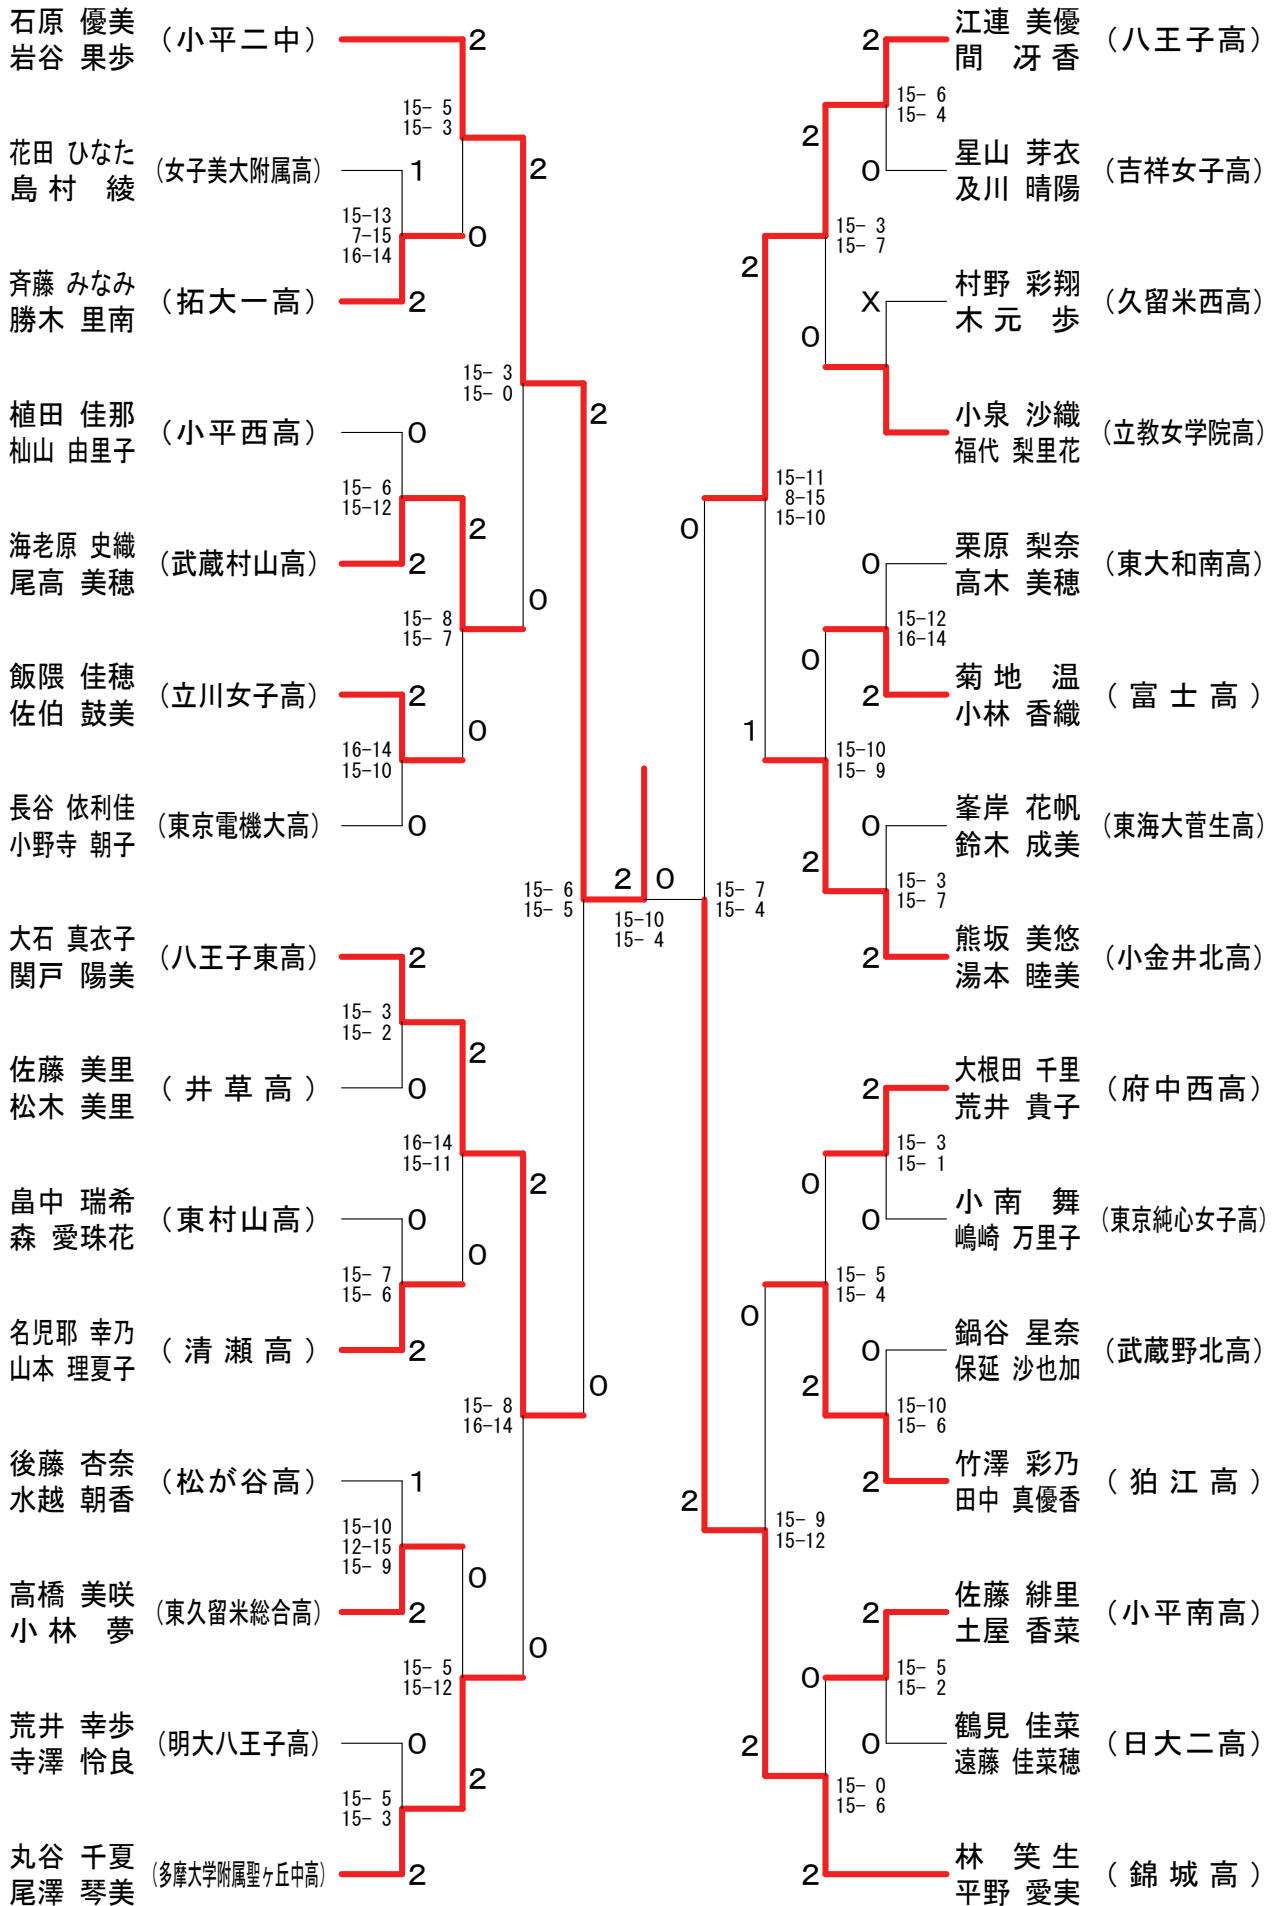 石原 優美
岩谷 果歩
(小平二中)
2
15- 5
15- 3
花田 ひなた
島村 綾
(女子美大附属高)
1
2
15-13
7-15
16-14
0
斉藤 みなみ
勝木 里南
(拓大一高)
2
15- 3
15- 0
2
植田 佳那
杣山 由里子
(小平西高)
0
15- 6
15-12
2
海老原 史織
尾高 美穂
(武蔵村山高)
2
0
15- 8
15- 7
飯隈 佳穂
佐伯 鼓美
(立川女子高)
2
0
16-14
15-10
長谷 依利佳
小野寺 朝子
(東京電機大高)
0
15- 6
15- 5
2
0
15-10
15- 4
大石 真衣子
関戸 陽美
(八王子東高)
2
15- 3
15- 2
2
佐藤 美里
松木 美里
(井草高)
0
16-14
15-11
2
畠中 瑞希
森 愛珠花
(東村山高)
0
0
15- 7
15- 6
名児耶 幸乃
山本 理夏子
(清瀬高)
2
0
15- 8
16-14
後藤 杏奈
水越 朝香
(松が谷高)
1
15-10
12-15
15- 9
0
高橋 美咲
小林 夢
(東久留米総合高)
2
0
15- 5
15-12
荒井 幸歩
寺澤 怜良
(明大八王子高)
0
2
15- 5
15- 3
丸谷 千夏
尾澤 琴美
(多摩大学附属聖ヶ丘中高)
2
2
江連 美優
間 冴香
(八王子高)
15- 6
15- 4
2
0
星山 芽衣
及川 晴陽
(吉祥女子高)
15- 3
15- 7
2
X
村野 彩翔
木元 歩
(久留米西高)
0
小泉 沙織
福代 梨里花
(立教女学院高)
15-11
8-15
15-10
0
0
栗原 梨奈
高木 美穂
(東大和南高)
15-12
16-14
0
2
菊地 温
小林 香織
(富士高)
1
15-10
15- 9
0
峯岸 花帆
鈴木 成美
(東海大菅生高)
2
15- 3
15- 7
15- 7
15- 4
2
熊坂 美悠
湯本 睦美
(小金井北高)
2
大根田 千里
荒井 貴子
(府中西高)
15- 3
15- 1
0
0
小南 舞
嶋崎 万里子
(東京純心女子高)
15- 5
15- 4
0
0
鍋谷 星奈
保延 沙也加
(武蔵野北高)
2
15-10
15- 6
2
竹澤 彩乃
田中 真優香
(狛江高)
2
15- 9
15-12
2
佐藤 緋里
土屋 香菜
(小平南高)
0
15- 5
15- 2
2
0
鶴見 佳菜
遠藤 佳菜穂
(日大二高)
15- 0
15- 6
2
林 笑生
平野 愛実
(錦城高)